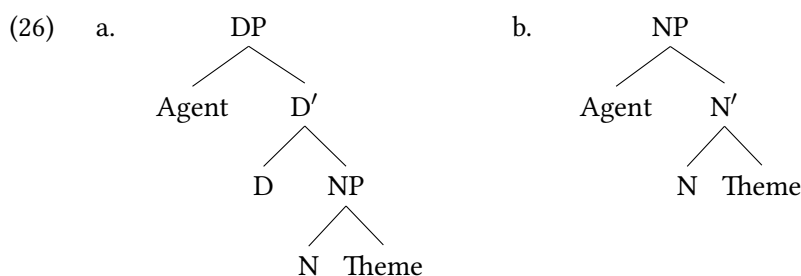 (26) a. DP b. NP
Agent D′ Agent N′
D NP N Theme
N Theme